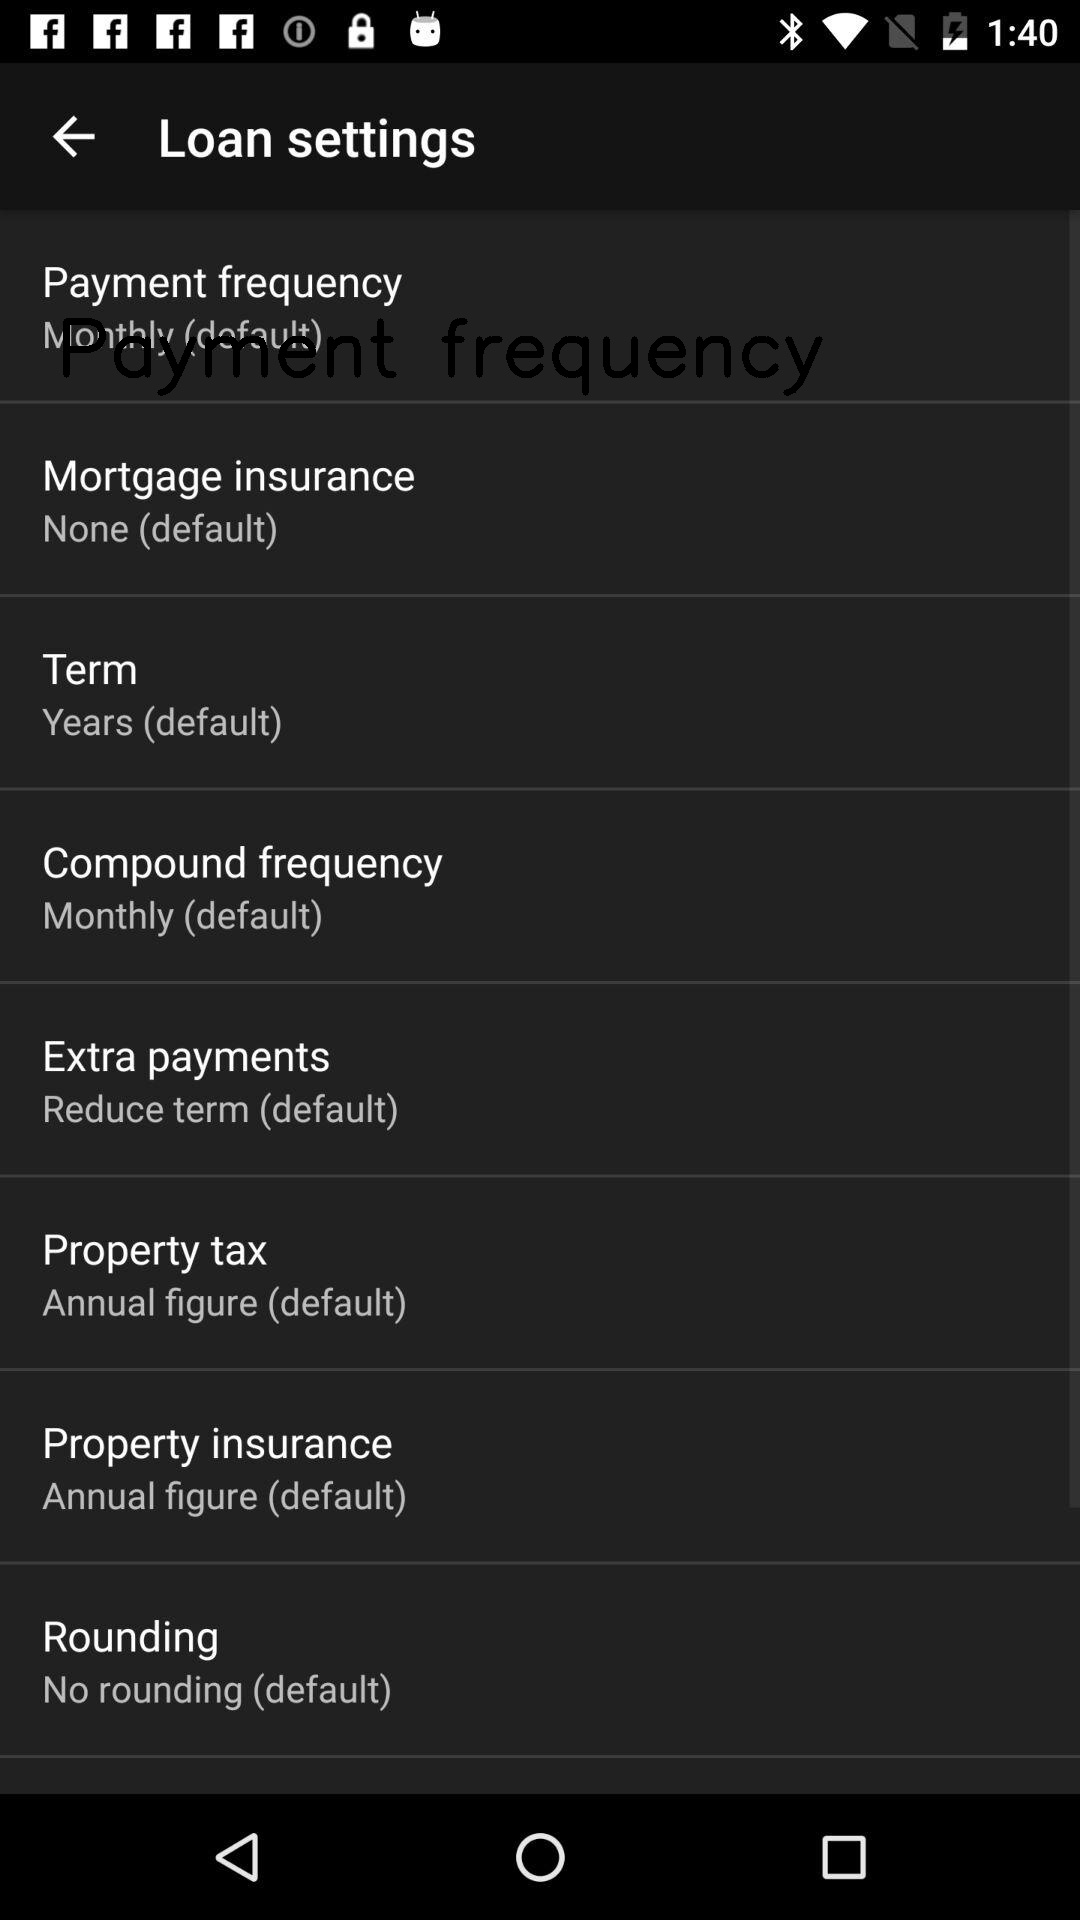 1:40
Loan settings
Payment frequency
Monthly (default)
Payment frequency
Mortgage insurance
None (default)
Term
Years (default)
Compound frequency
Monthly (default)
Extra payments
Reduce term (default)
Property tax
Annual figure (default)
Property insurance
Annual figure (default)
Rounding
No rounding (default)